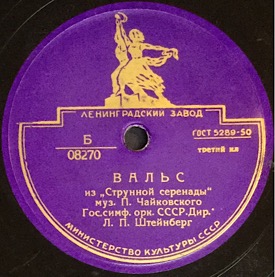 ЛЕНИНГРАДСКИЙ ЗАВОД
Б
08270
ГОСТ 5289-50
третий кл
ВАЛЬС
из „Струнной серенады"
муз. П. Чайковского
Гос.симф. орк. СССР.Дир.
Л. П. Штейнберг
МИНИСТЕРСТВО КУЛЬТУРЫ СССР